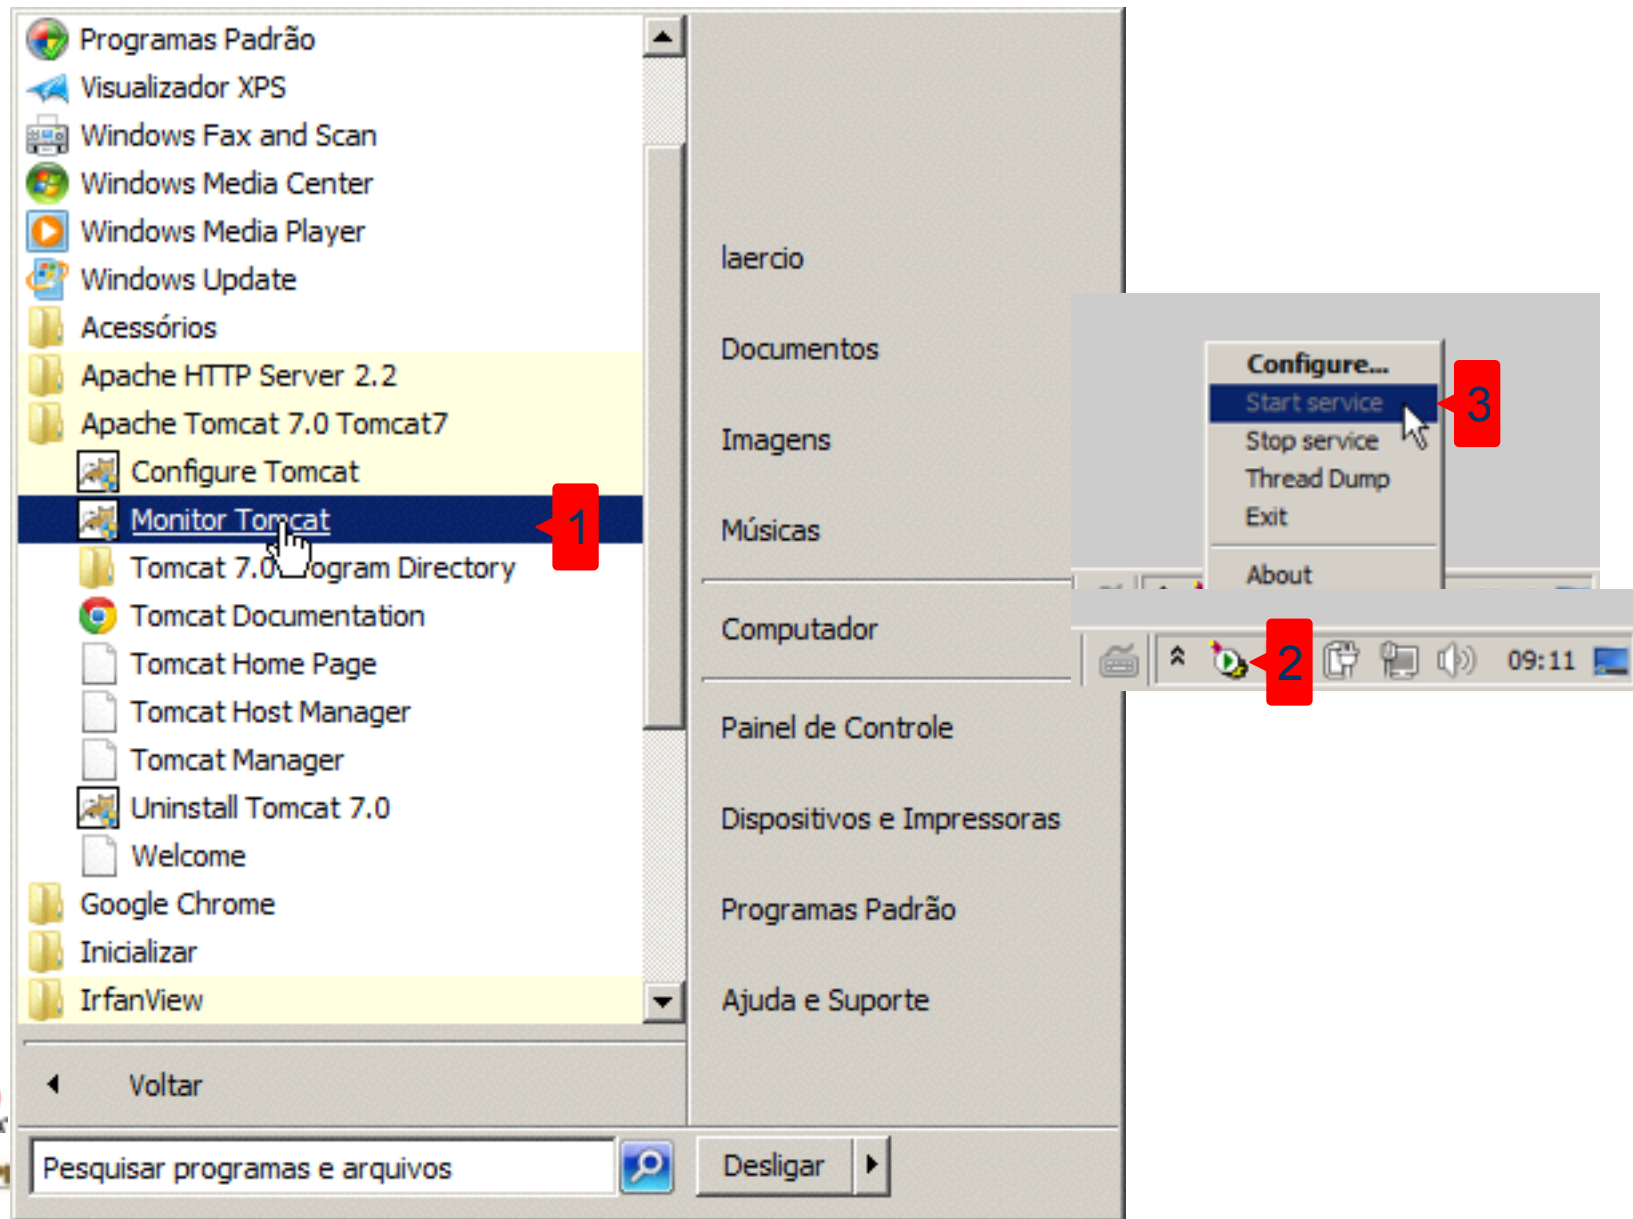 Programas Padrão
Visualizador XPS
Windows Fax and Scan
Windows Media Center
Windows Media Player
Windows Update
Acessórios
Apache HTTP Server 2.2
Apache Tomcat 7.0 Tomcat7
Configure Tomcat
Monitor Tomcat
1
Tomcat 7.0 Program Directory
Tomcat Documentation
Tomcat Home Page
Tomcat Host Manager
Tomcat Manager
Uninstall Tomcat 7.0
Welcome
Google Chrome
Inicializar
IrfanView
Voltar
Pesquisar programas e arquivos
laercio
Documentos
Imagens
Músicas
Computador
Painel de Controle
Dispositivos e Impressoras
Programas Padrão
Ajuda e Suporte
Desligar
Configure...
Start service
3
Stop service
Thread Dump
Exit
About
2
09:11